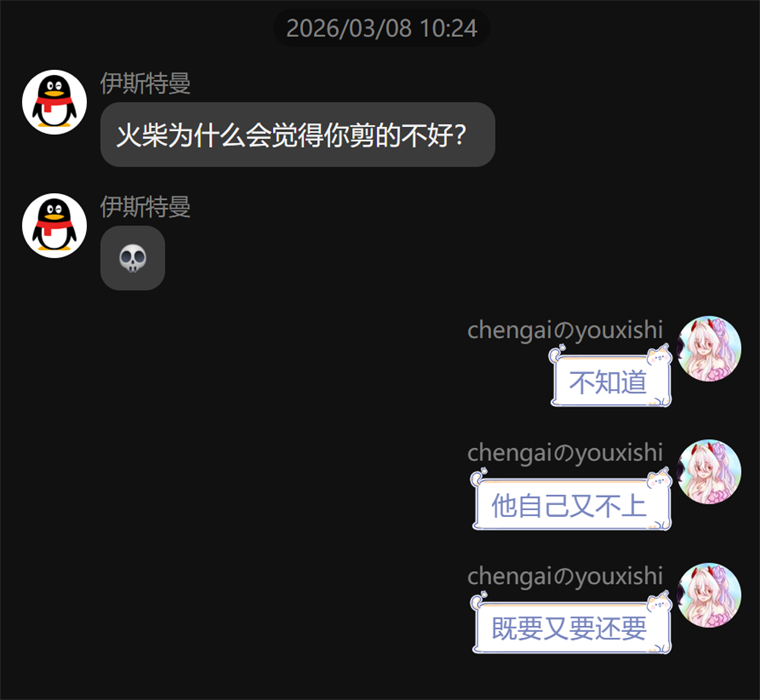 2026/03/08 10:24
伊斯特曼
火柴为什么会觉得你剪的不好？
伊斯特曼
💀
chengaiのyouxishi
不知道
chengaiのyouxishi
他自己又不上
chengaiのyouxishi
既要又要还要